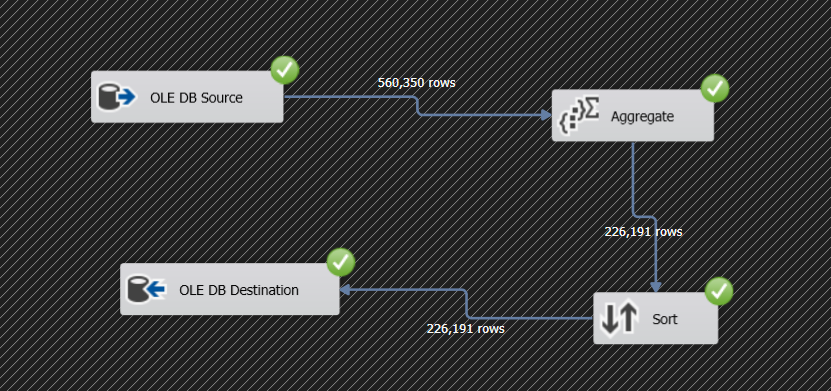 OLE DB Source
560,350 rows
Aggregate
226,191 rows
Sort
226,191 rows
OLE DB Destination